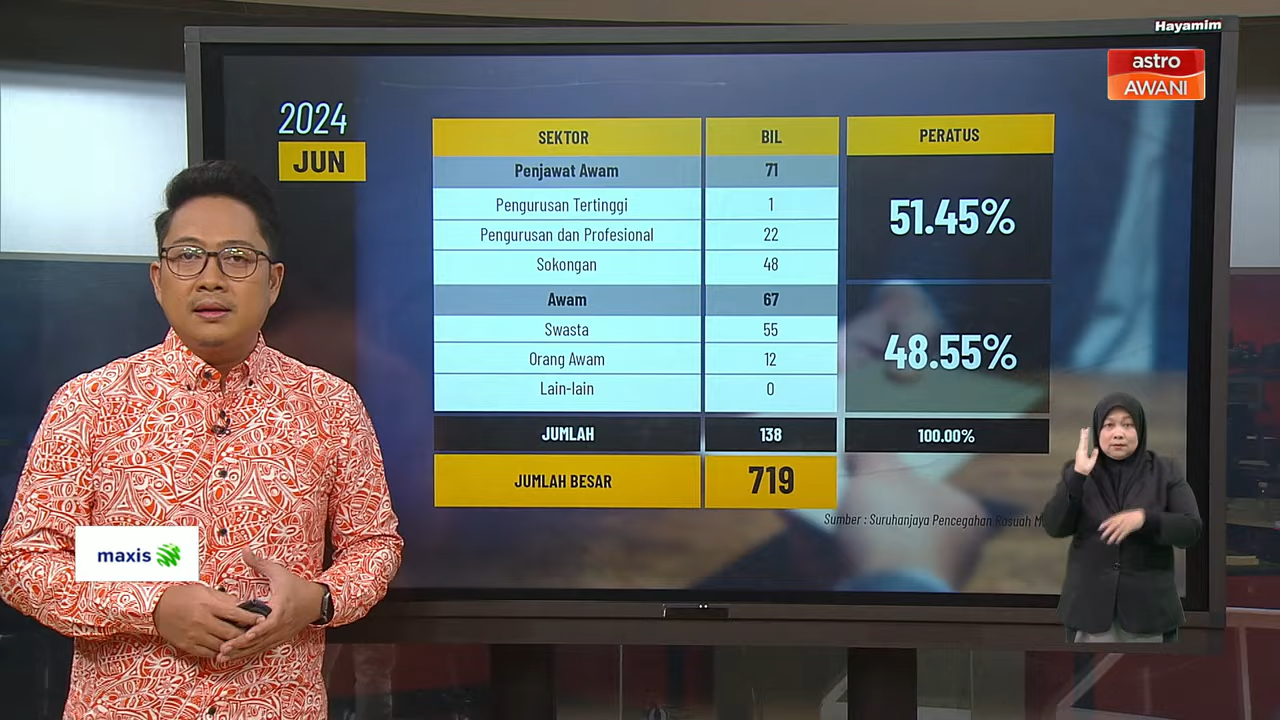 Hayamim
astro
AWANI
2024
JUN
SEKTOR BIL PERATUS
Penjawat Awam 71
51.45%
Pengurusan Tertinggi 1
Pengurusan dan Profesional 22
Sokongan 48
Awam 67
48.55%
Swasta 55
Orang Awam 12
Lain-lain 0
JUMLAH 138 100.00%
JUMLAH BESAR 719
Sumber : Suruhanjaya Pencegahan Rasuah
maxis